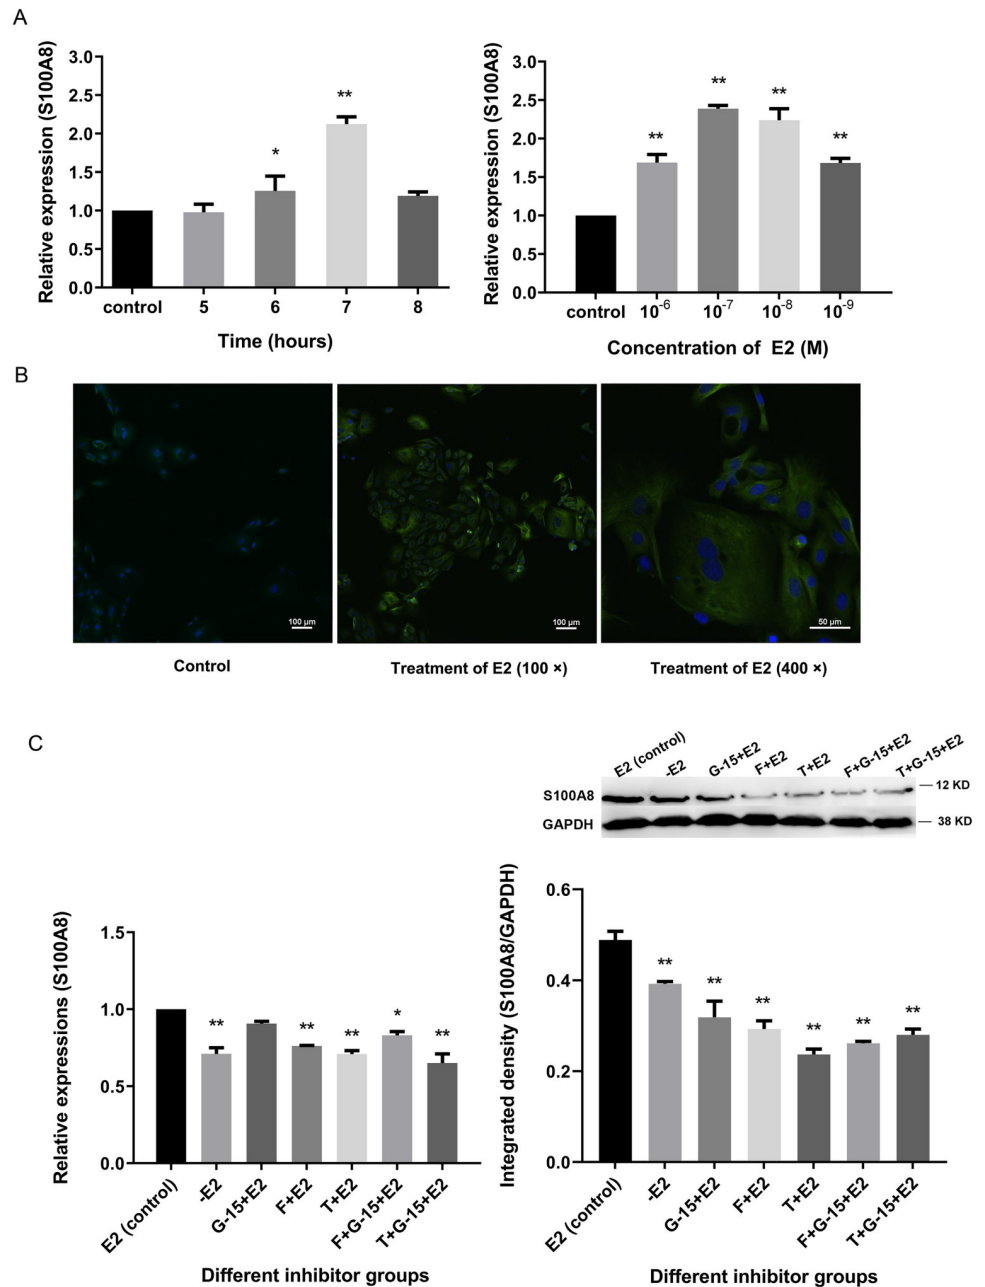 A
Relative expression (S100A8)
3.0
2.5
2.0
1.5
1.0
0.5
0.0
*
**
control 5 6 7 8
Time (hours)
Relative expression (S100A8)
3.0
2.5
2.0
1.5
1.0
0.5
0.0
** ** ** **
control 10-6 10-7 10-8 10-9
Concentration of E2 (M)
B
100 µm
100 µm
50 µm
Control
Treatment of E2 (100 ×)
Treatment of E2 (400 ×)
C
E2 (control) -E2 G-15+E2 F+E2 T+E2 F+G-15+E2 T+G-15+E2
S100A8
12 KD
GAPDH
38 KD
Relative expressions (S100A8)
1.5
1.0
0.5
0.0
** ** ** * **
E2 (control) -E2 G-15+E2 F+E2 T+E2 F+G-15+E2 T+G-15+E2
Different inhibitor groups
Integrated density (S100A8/GAPDH)
0.6
0.4
0.2
0.0
** ** ** ** ** **
E2 (control) -E2 G-15+E2 F+E2 T+E2 F+G-15+E2 T+G-15+E2
Different inhibitor groups